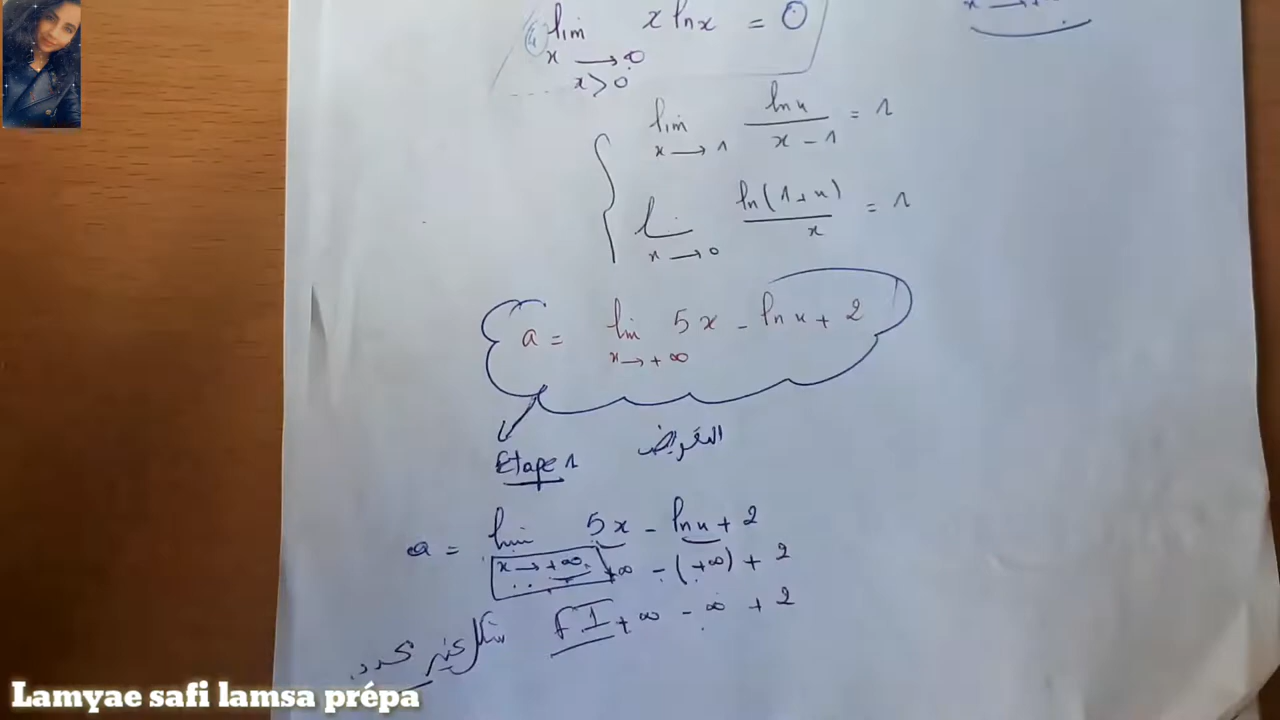 lim x ln x = 0
x → 0
x > 0
lim ln x / x - 1 = 1
x → 1
lim ln(1+x) / x = 1
x → 0
a = lim 5x - ln x + 2
x → +∞
Etape 1 التعويض
a = lim 5x - ln x + 2
x → +∞ +∞ - (+∞) + 2
شكل غير محدد FI +∞ - ∞ + 2
Lamyae safi lamsa prépa